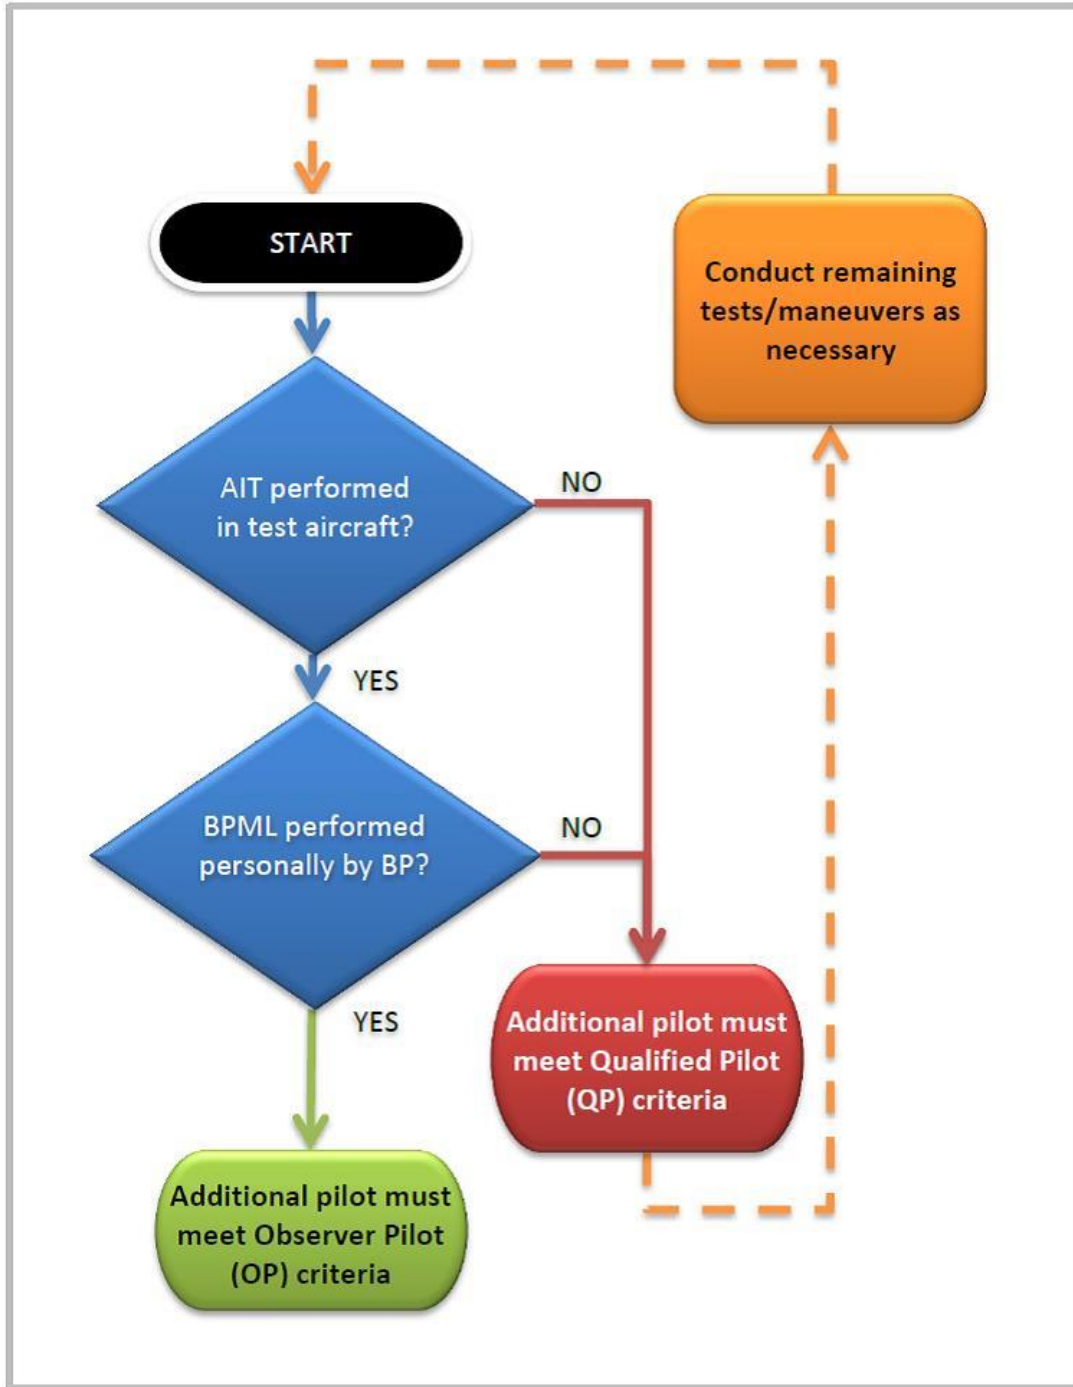 START
Conduct remaining
tests/maneuvers as
necessary
AIT performed
in test aircraft?
NO
YES
BPML performed
personally by BP?
NO
YES
Additional pilot must
meet Qualified Pilot
(QP) criteria
Additional pilot must
meet Observer Pilot
(OP) criteria